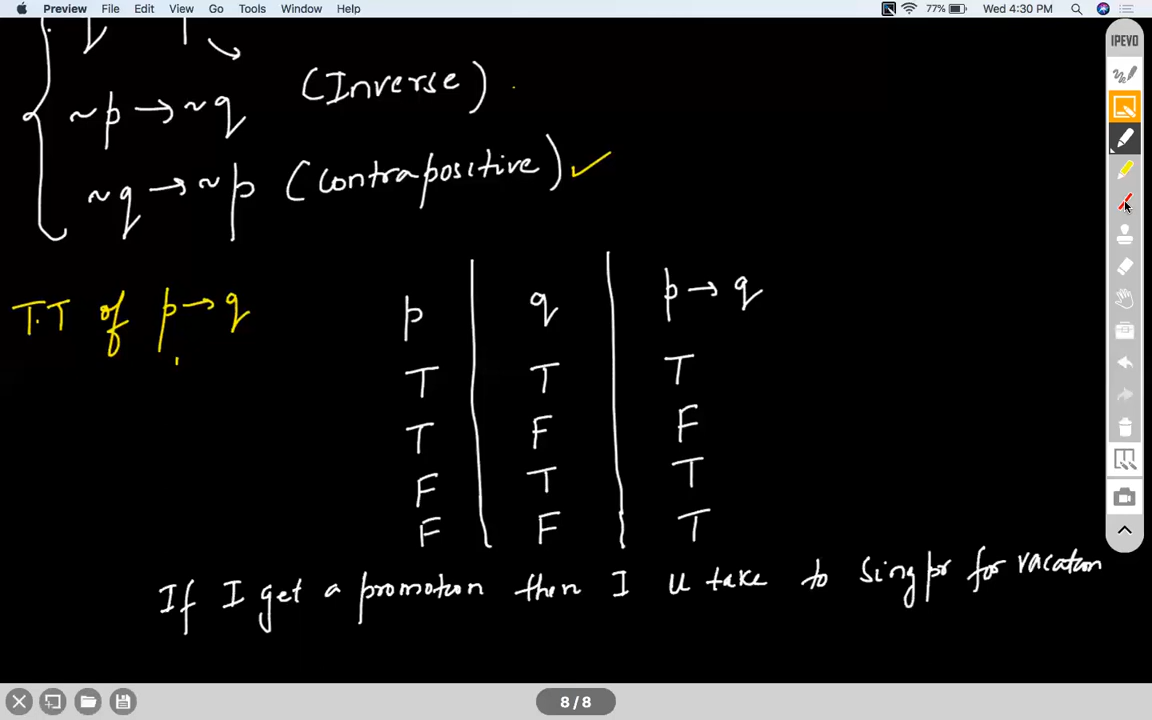 Preview File Edit View Go Tools Window Help 77% Wed 4:30 PM
IPEVO
~p → ~q (Inverse)
~q → ~p (Contrapositive) ✓
T.T of p → q
p q p → q
T T T
T F F
F T T
F F T
If I get a promotion then I u take to Singpr for vacation
8 / 8